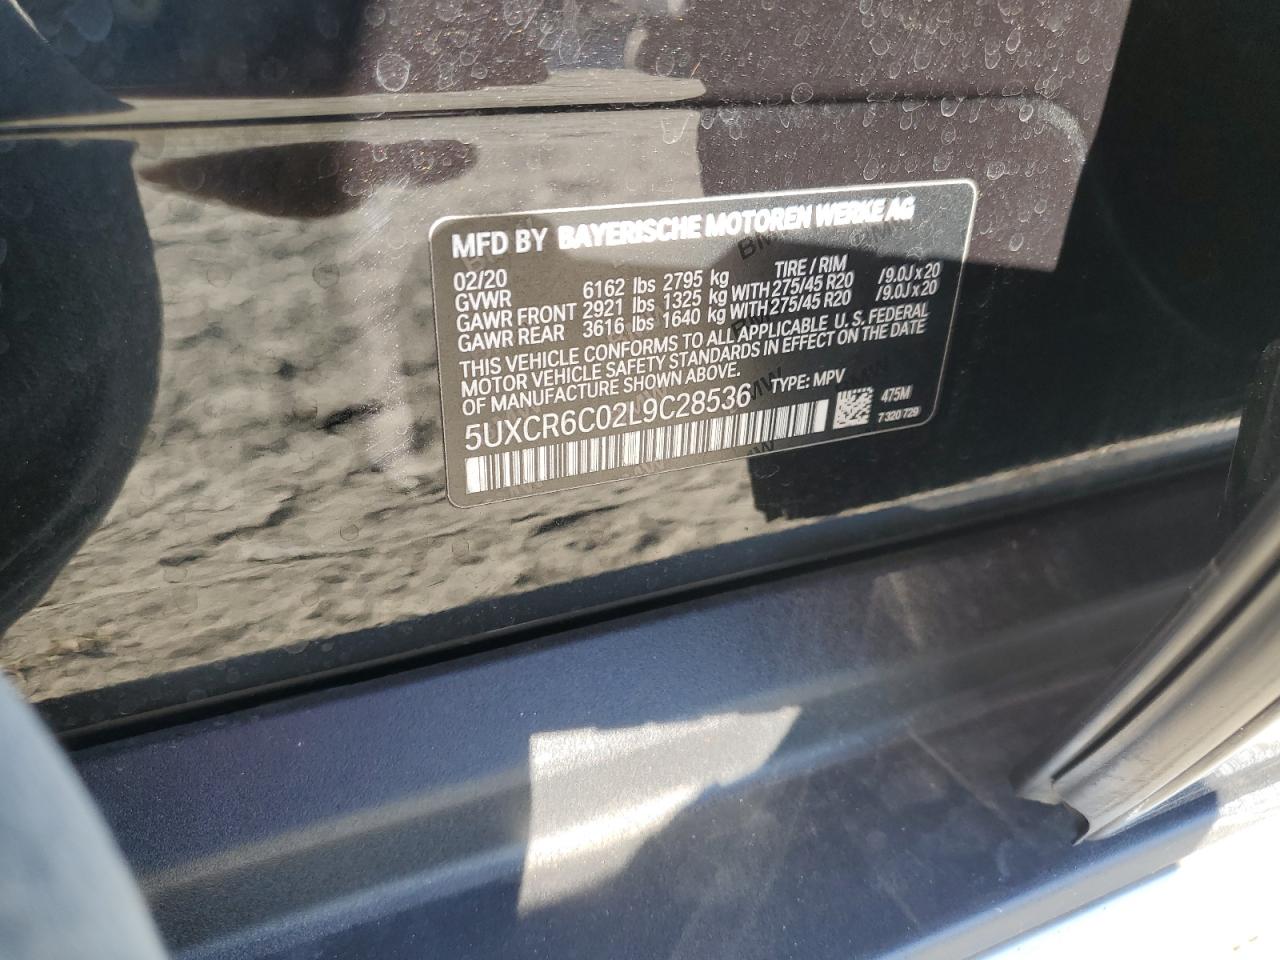 MFD BY BAYERISCHE MOTOREN WERKE AG
02/20 TIRE / RIM
GVWR 6162 lbs 2795 kg
GAWR FRONT 2921 lbs 1325 kg WITH 275/45 R20 /9.0J x 20
GAWR REAR 3616 lbs 1640 kg WITH 275/45 R20 /9.0J x 20
THIS VEHICLE CONFORMS TO ALL APPLICABLE U.S. FEDERAL
MOTOR VEHICLE SAFETY STANDARDS IN EFFECT ON THE DATE
OF MANUFACTURE SHOWN ABOVE.
5UXCR6C02L9C28536 TYPE: MPV 475M
7 320 729